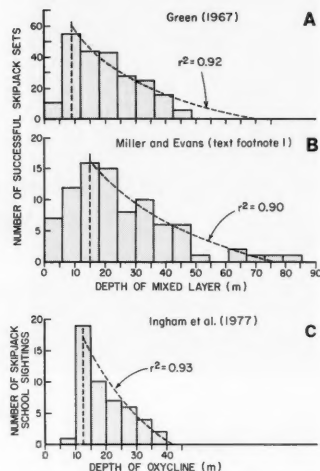 Green (1967)
A
60
40
20
0
r²=0.92
NUMBER OF SUCCESSFUL SKIPJACK SETS
Miller and Evans (text footnote 1)
B
20
15
10
5
0
r²=0.90
0 10 20 30 40 50 60 70 80 90
DEPTH OF MIXED LAYER (m)
Ingham et al. (1977)
C
20
15
10
5
0
r²=0.93
NUMBER OF SKIPJACK
SCHOOL SIGHTINGS
0 10 20 30 40
DEPTH OF OXYCLINE (m)